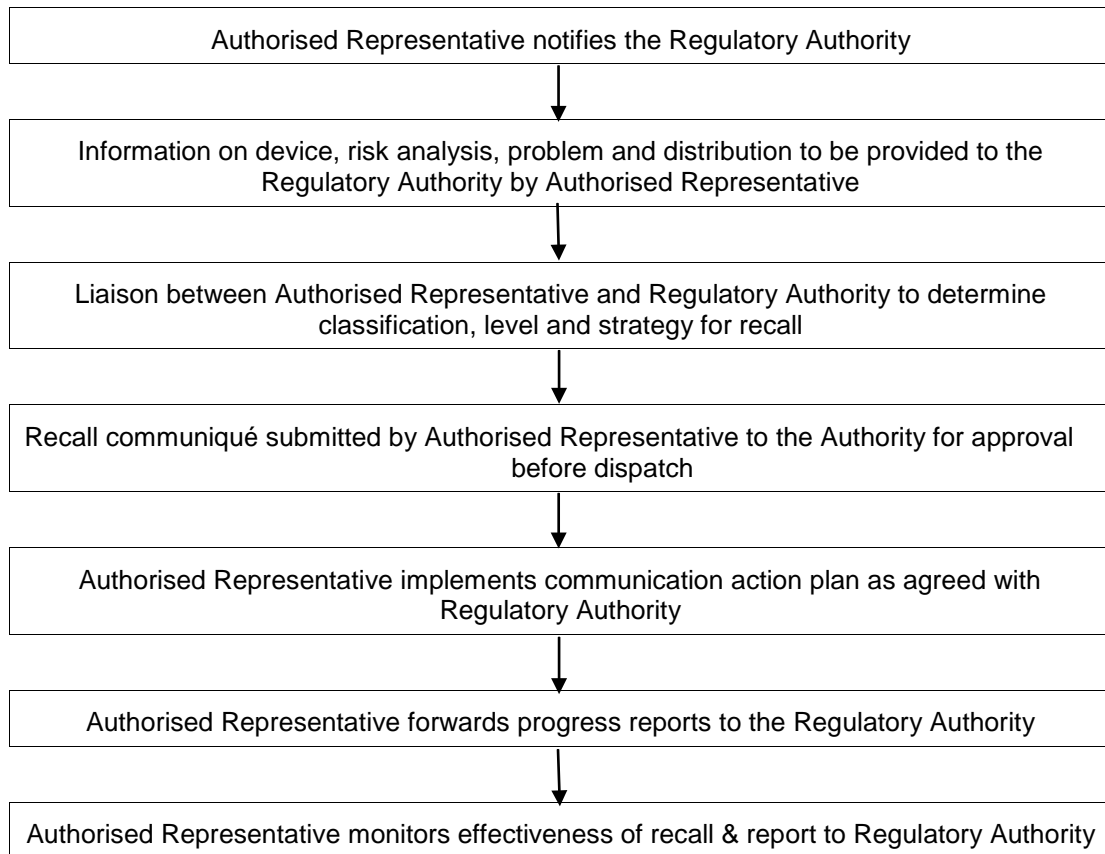 Authorised Representative notifies the Regulatory Authority
Information on device, risk analysis, problem and distribution to be provided to the
Regulatory Authority by Authorised Representative
Liaison between Authorised Representative and Regulatory Authority to determine
classification, level and strategy for recall
Recall communiqué submitted by Authorised Representative to the Authority for approval
before dispatch
Authorised Representative implements communication action plan as agreed with
Regulatory Authority
Authorised Representative forwards progress reports to the Regulatory Authority
Authorised Representative monitors effectiveness of recall & report to Regulatory Authority